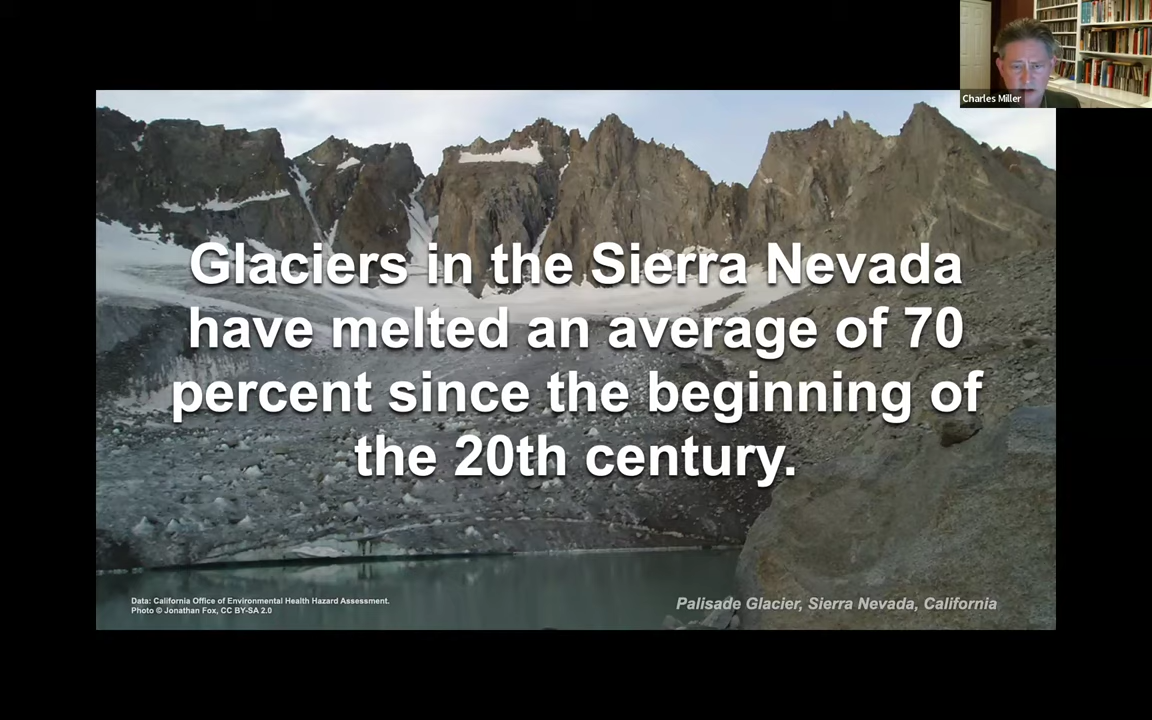 Charles Miller
Glaciers in the Sierra Nevada
have melted an average of 70
percent since the beginning of
the 20th century.
Data: California Office of Environmental Health Hazard Assessment.
Photo © Jonathan Fox, CC BY-SA 2.0
Palisade Glacier, Sierra Nevada, California